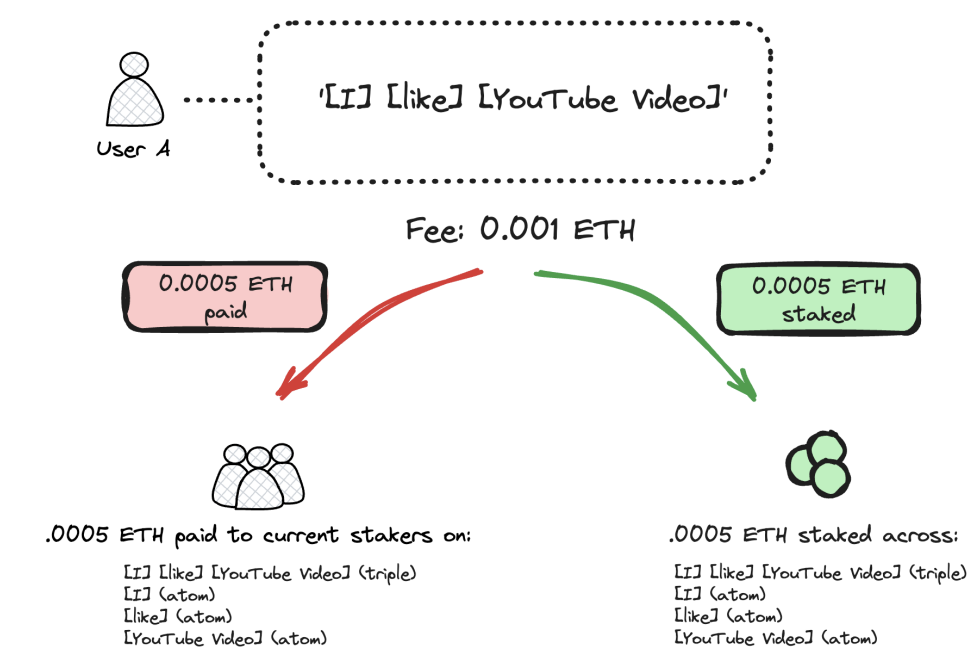 '[I] [like] [YouTube Video]'
User A
Fee: 0.001 ETH
0.0005 ETH
paid
0.0005 ETH
staked
.0005 ETH paid to current stakers on:
[I] [like] [YouTube Video] (triple)
[I] (atom)
[like] (atom)
[YouTube Video] (atom)
.0005 ETH staked across:
[I] [like] [YouTube Video] (triple)
[I] (atom)
[like] (atom)
[YouTube Video] (atom)